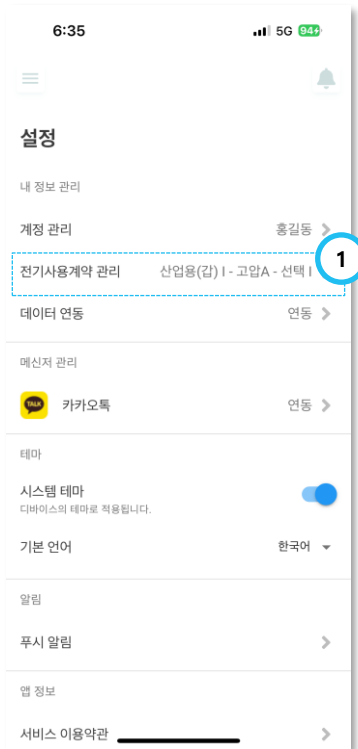 6:35 5G 94
설정
내 정보 관리
계정 관리 홍길동
1
전기사용계약 관리 산업용(갑) I - 고압A - 선택 I
데이터 연동 연동
메신저 관리
TALK 카카오톡 연동
테마
시스템 테마
디바이스의 테마로 적용됩니다.
기본 언어 한국어
알림
푸시 알림
앱 정보
서비스 이용약관